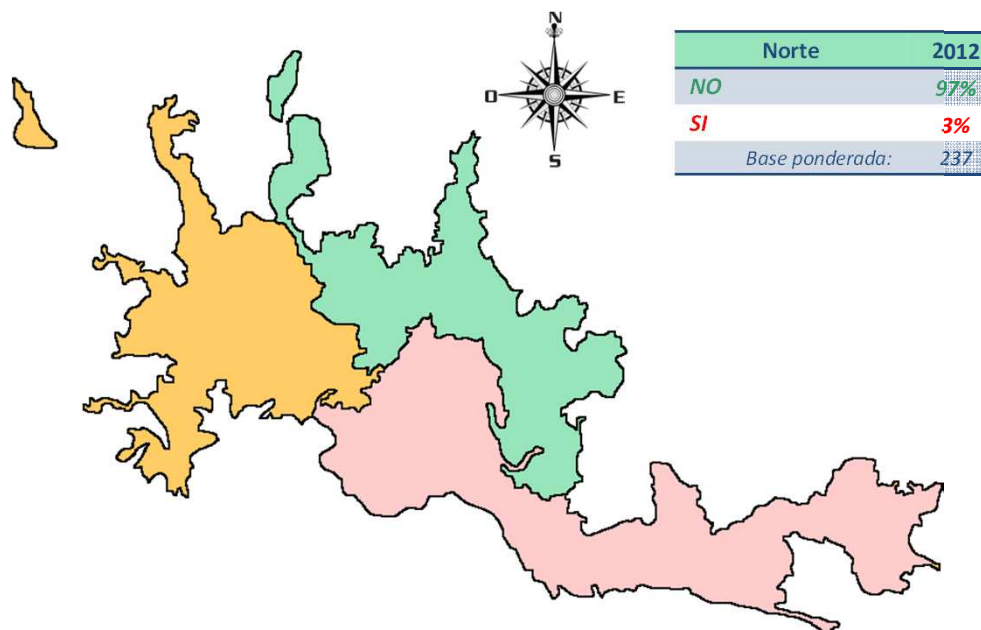 N
O E
S
Norte 2012
NO 97%
SI 3%
Base ponderada: 237